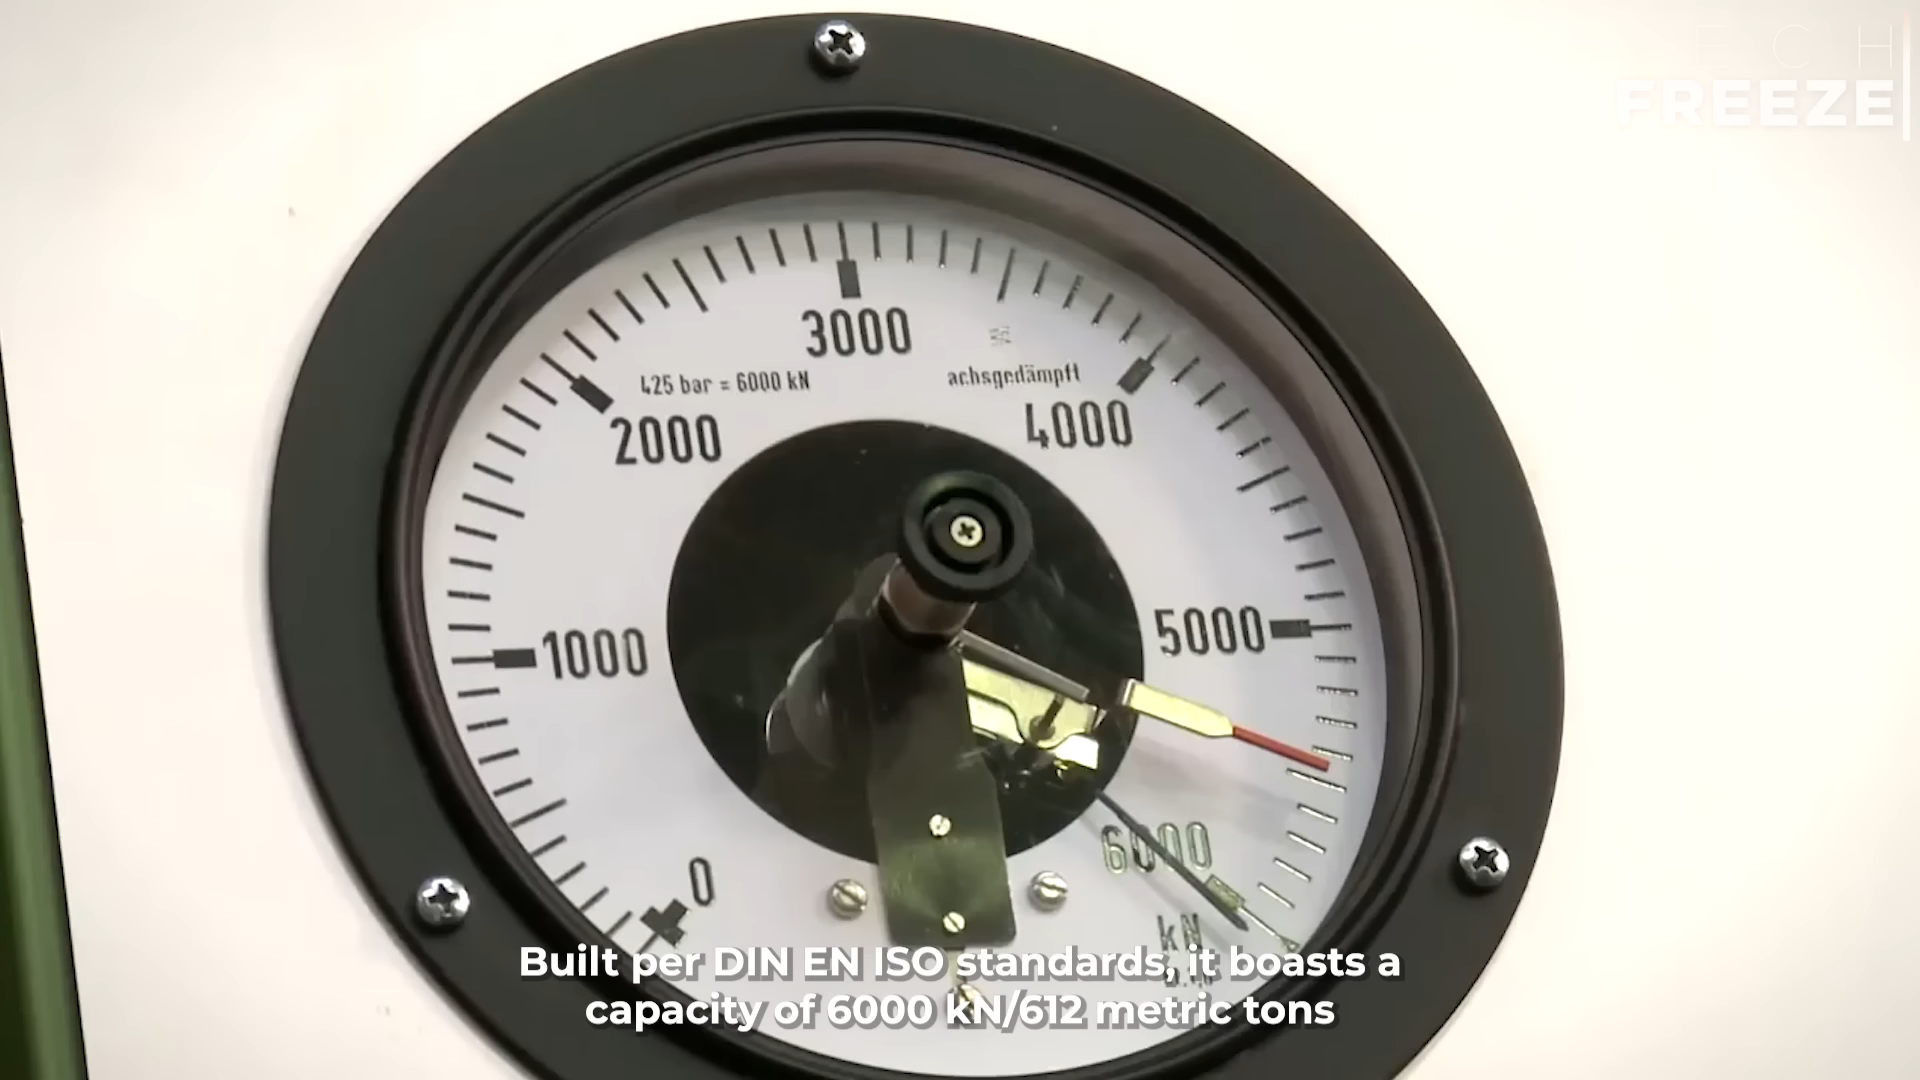 ECH
FREEZE
3000
425 bar = 6000 kN
achsgedämpft
2000
4000
1000
5000
6000
0
kN
Built per DIN EN ISO standards, it boasts a
capacity of 6000 kN/612 metric tons